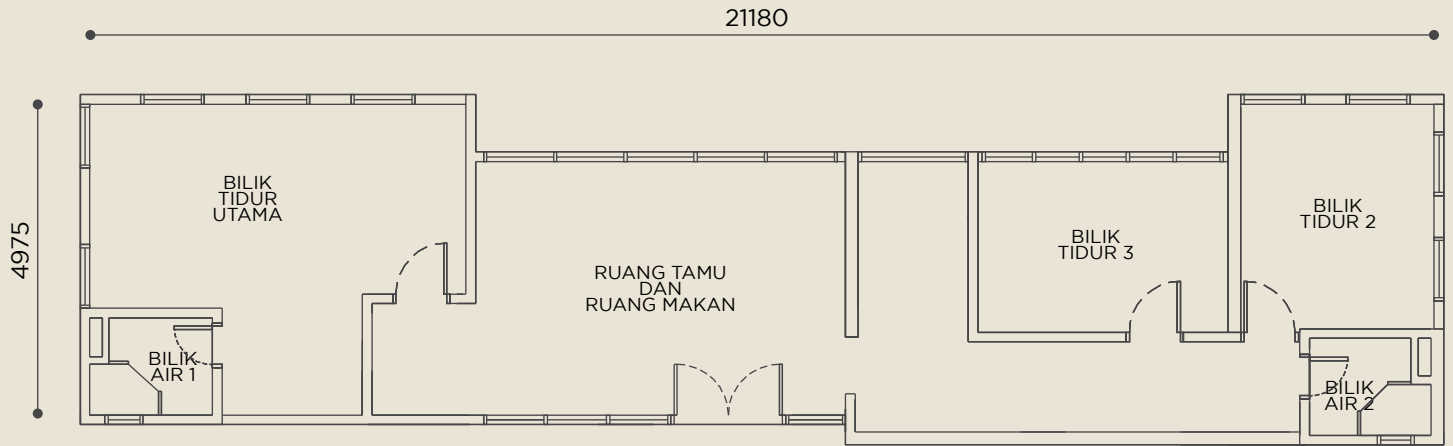 21180
4975
BILIK
TIDUR
UTAMA
BILIK
AIR 1
RUANG TAMU
DAN
RUANG MAKAN
BILIK
TIDUR 3
BILIK
TIDUR 2
BILIK
AIR 2